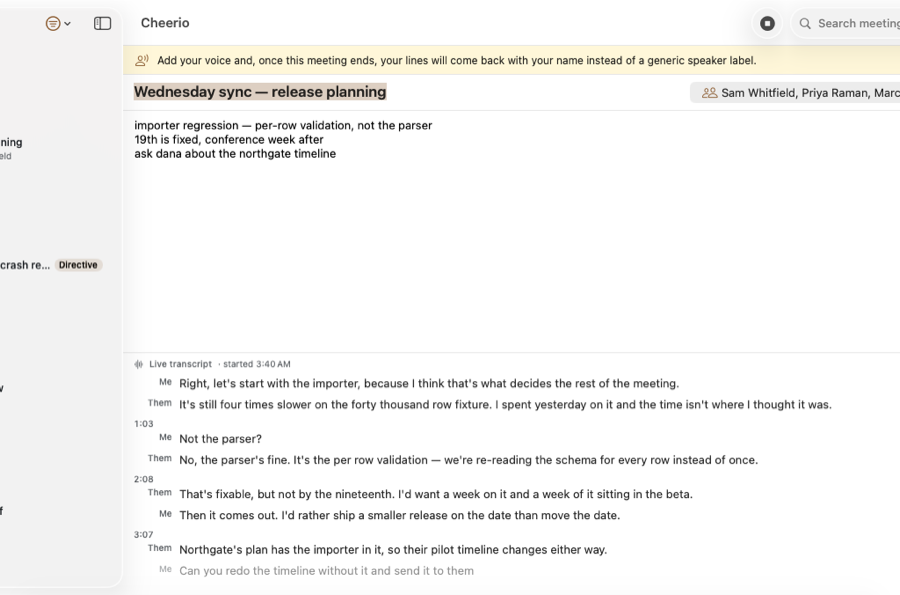 Cheerio
Search meeting
Add your voice and, once this meeting ends, your lines will come back with your name instead of a generic speaker label.
Wednesday sync — release planning
Sam Whitfield, Priya Raman, Marc
ning
eld
crash re... Directive
importer regression — per-row validation, not the parser
19th is fixed, conference week after
ask dana about the northgate timeline
Live transcript · started 3:40 AM
Me Right, let's start with the importer, because I think that's what decides the rest of the meeting.
Them It's still four times slower on the forty thousand row fixture. I spent yesterday on it and the time isn't where I thought it was.
1:03
Me Not the parser?
Them No, the parser's fine. It's the per row validation — we're re-reading the schema for every row instead of once.
2:08
Them That's fixable, but not by the nineteenth. I'd want a week on it and a week of it sitting in the beta.
Me Then it comes out. I'd rather ship a smaller release on the date than move the date.
3:07
Them Northgate's plan has the importer in it, so their pilot timeline changes either way.
Me Can you redo the timeline without it and send it to them